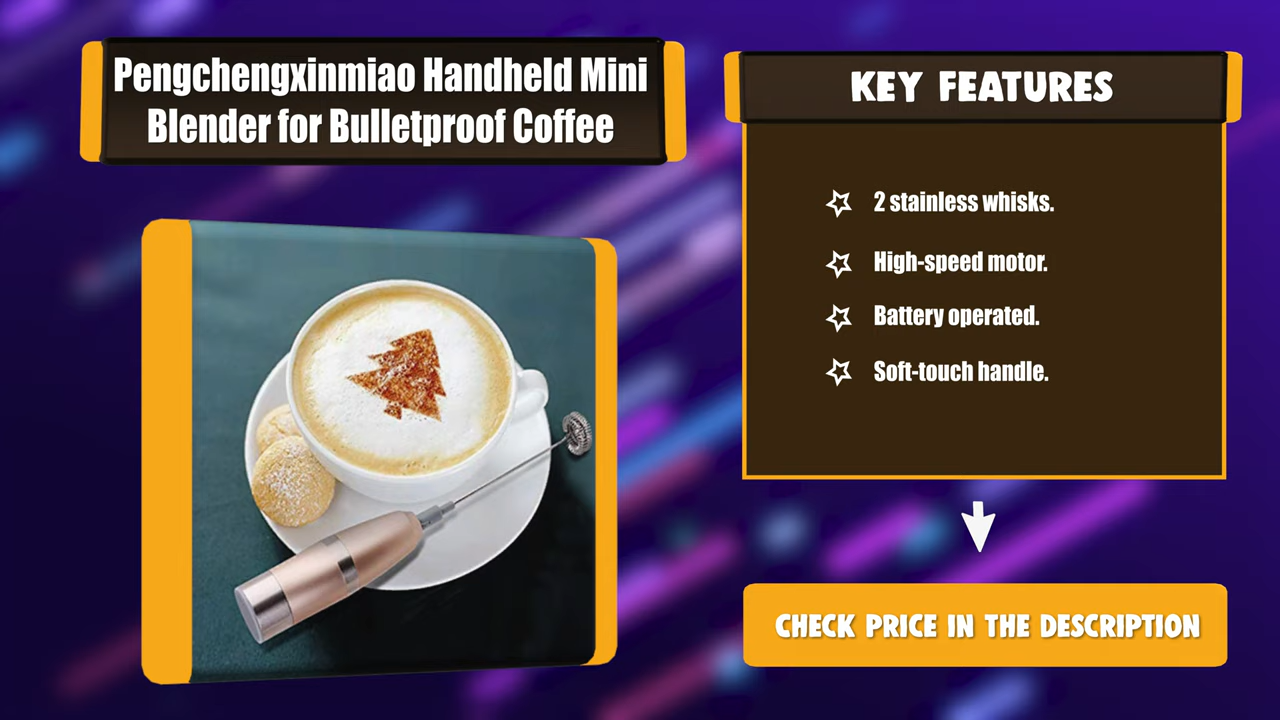 Pengchengxinmiao Handheld Mini
Blender for Bulletproof Coffee
KEY FEATURES
2 stainless whisks.
High-speed motor.
Battery operated.
Soft-touch handle.
CHECK PRICE IN THE DESCRIPTION